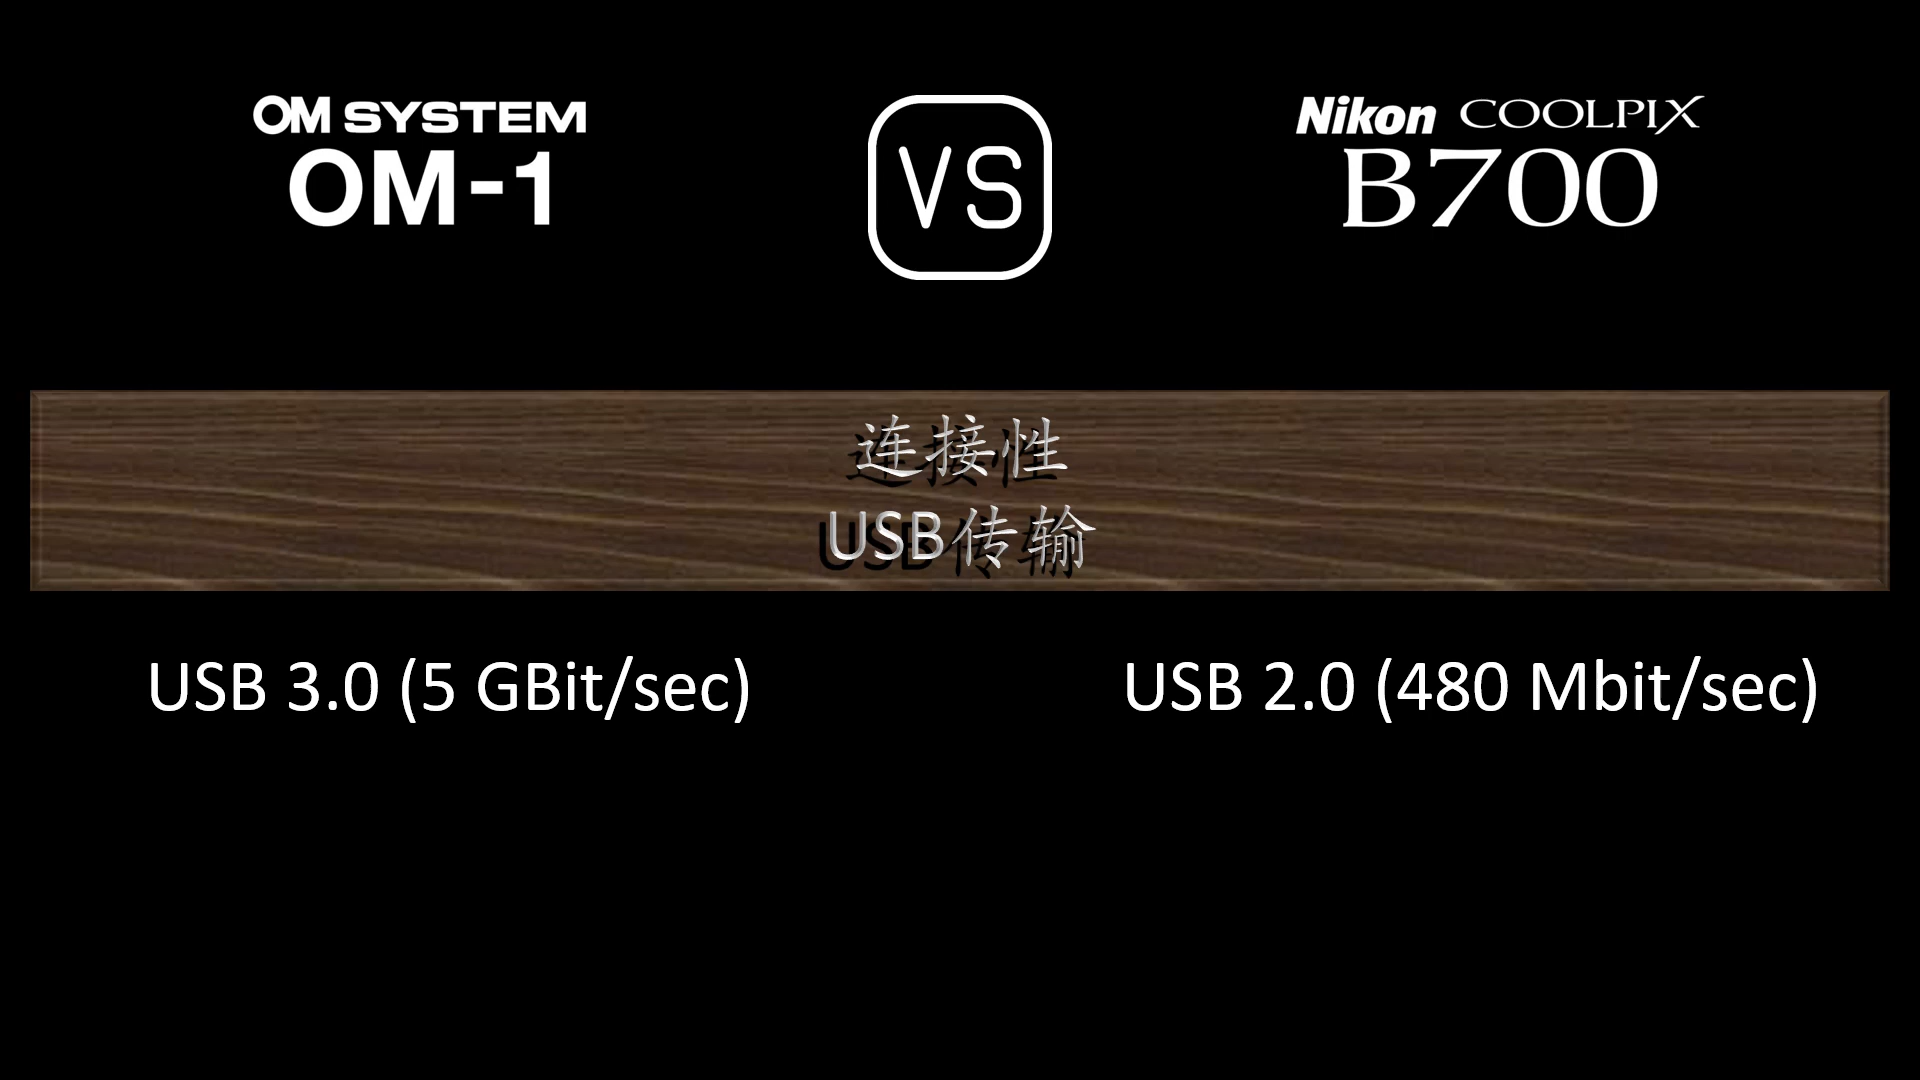 OM SYSTEM
OM-1
VS
Nikon COOLPIX
B700
连接性
USB传输
USB 3.0 (5 GBit/sec)
USB 2.0 (480 Mbit/sec)